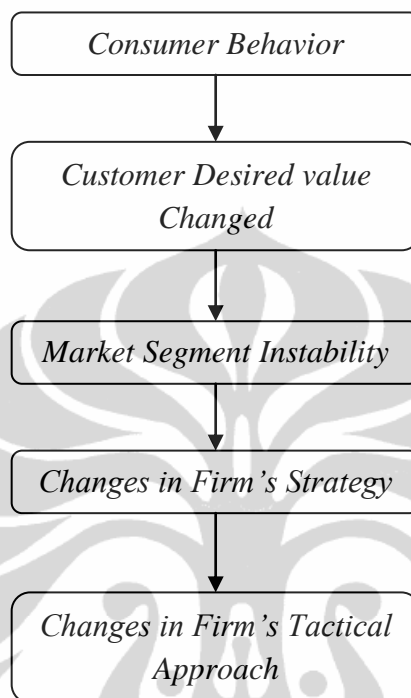 Consumer Behavior
Customer Desired value
Changed
Market Segment Instability
Changes in Firm’s Strategy
Changes in Firm’s Tactical
Approach